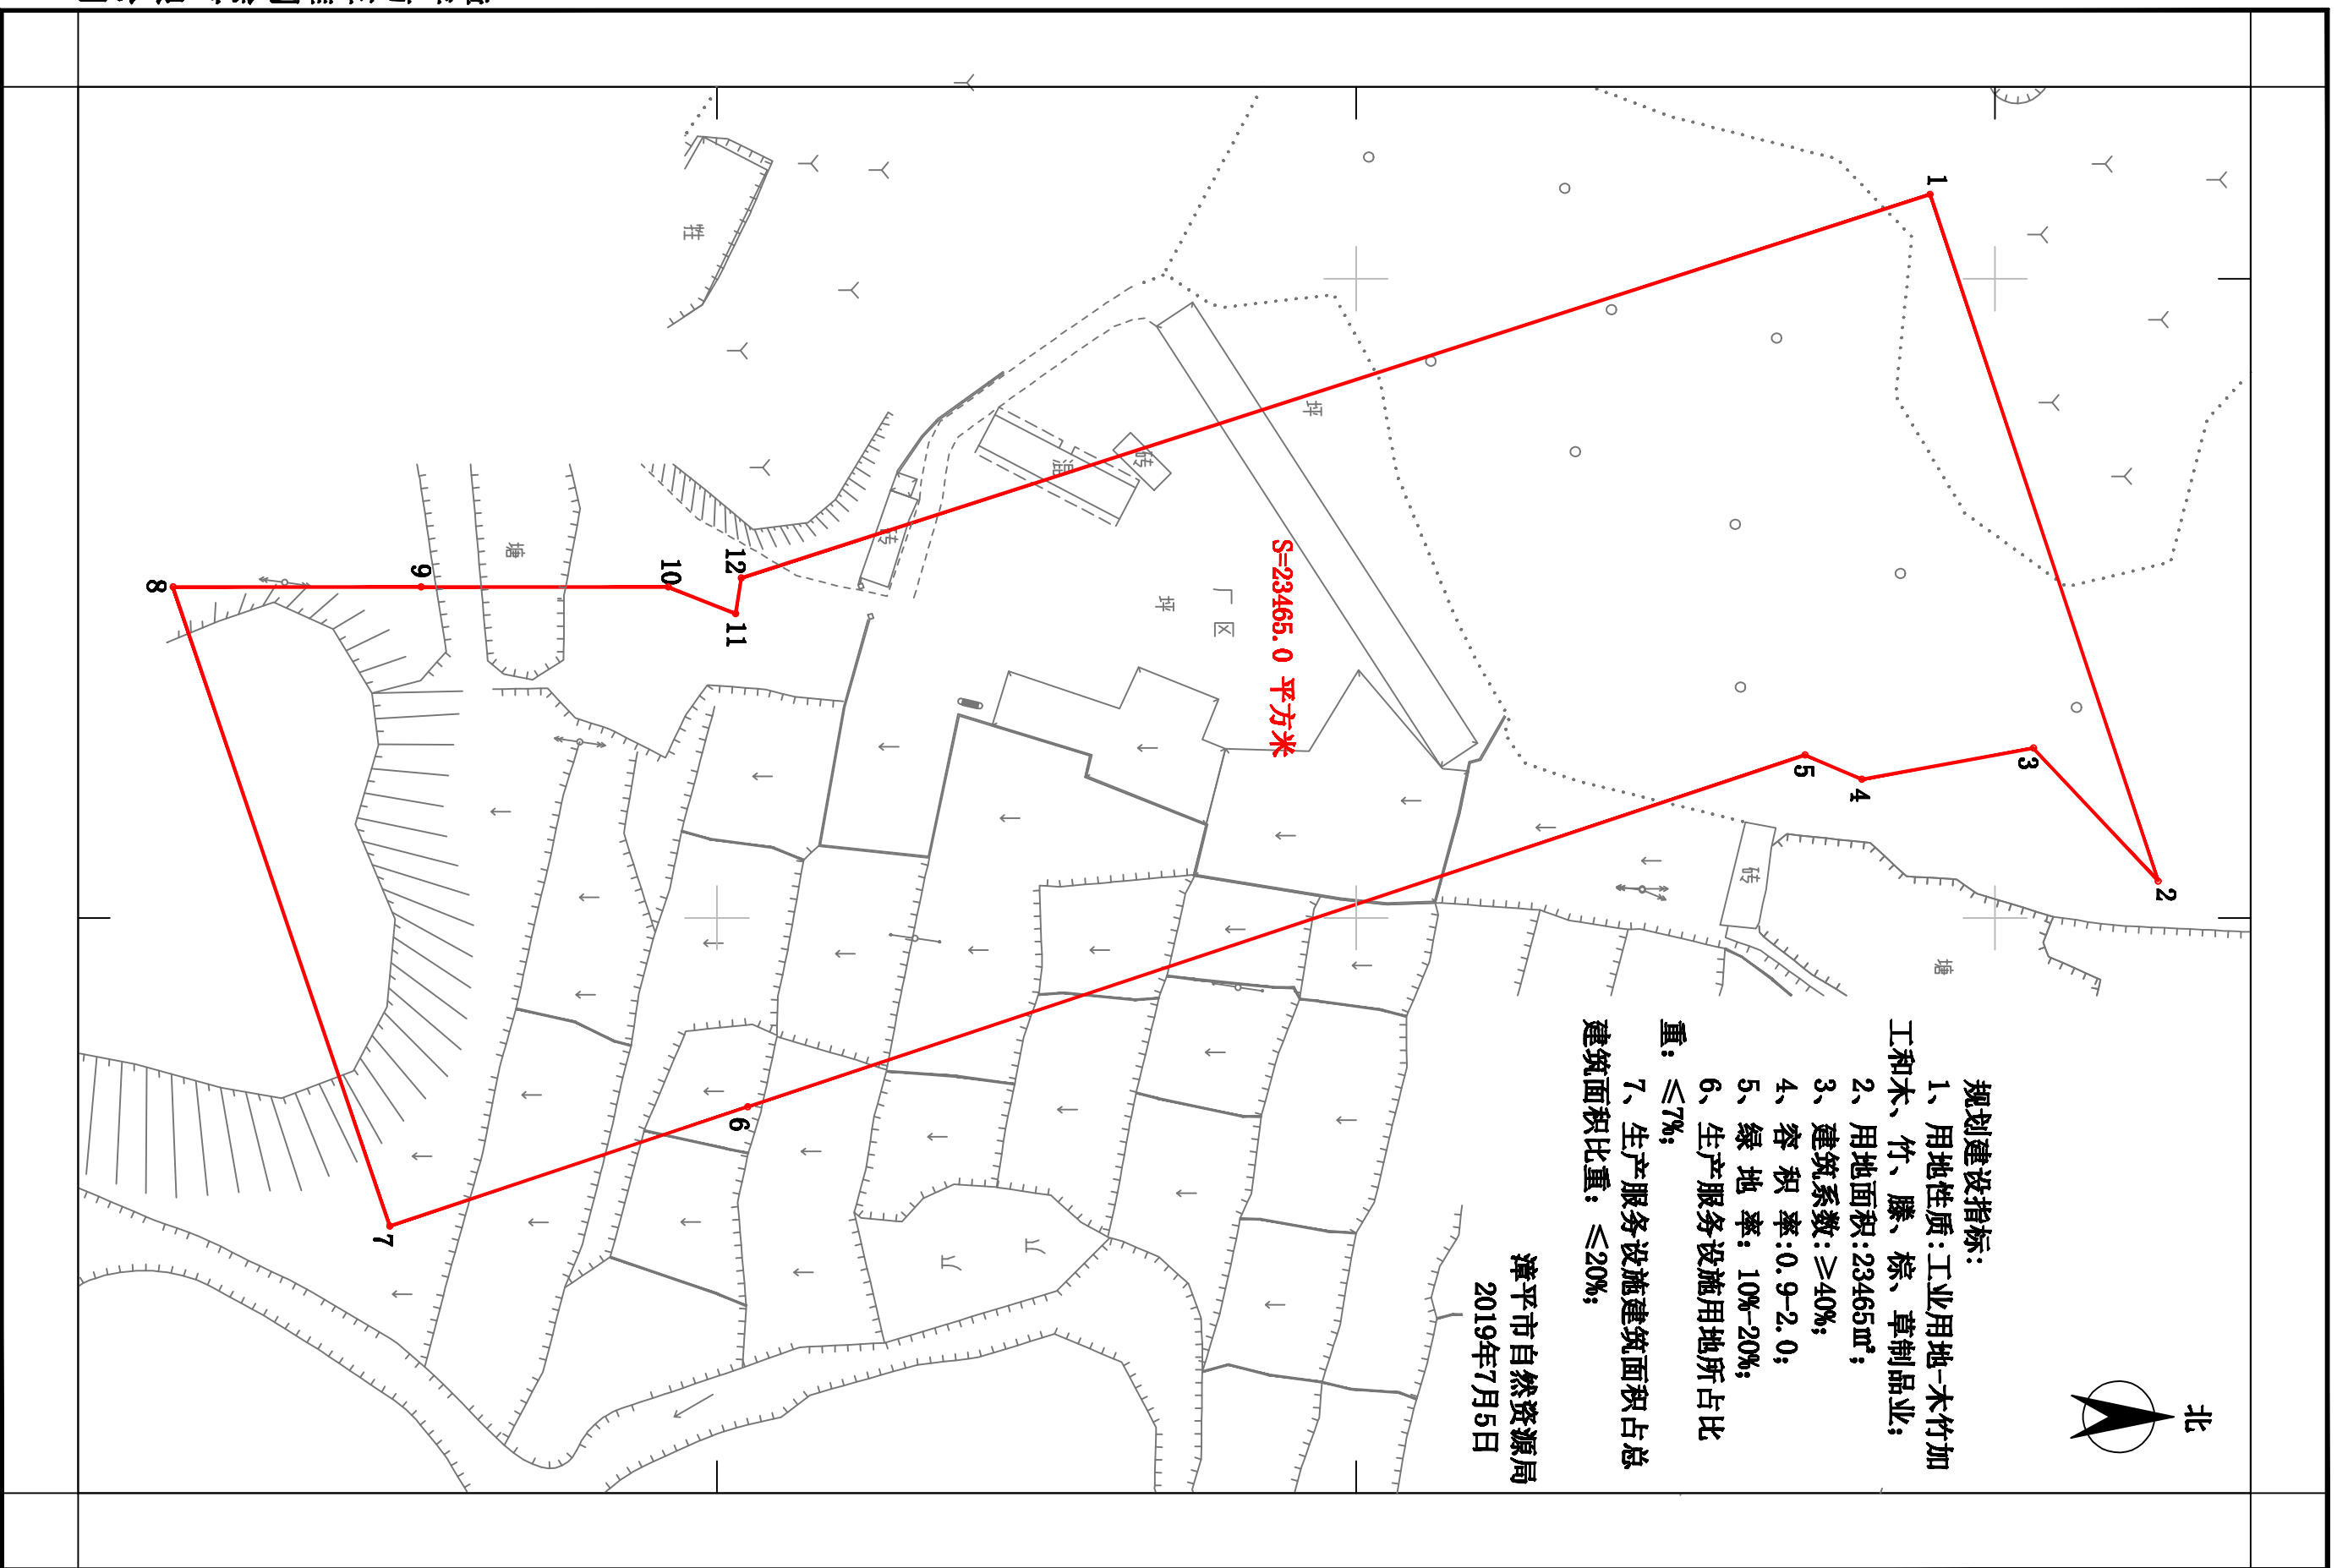 北
规划建设指标:
1、用地性质:工业用地-木竹加
工和木、竹、藤、棕、草制品业;
2、用地面积:23465㎡;
3、建筑系数:≥40%;
4、容 积 率:0.9-2.0;
5、绿 地 率: 10%-20%;
6、生产服务设施用地所占比
重: ≤7%;
7、生产服务设施建筑面积占总
建筑面积比重: ≤20%;
漳平市自然资源局
2019年7月5日
S=23465.0 平方米
1
2
3
4
5
6
7
8
9
10
11
12
坪
砖
厂区
坪
砖
塘
塘